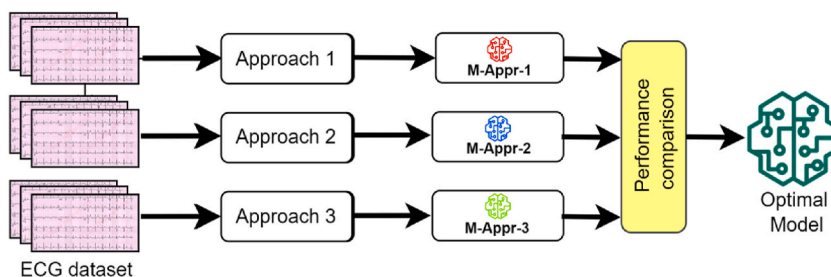 Approach 1
M-Appr-1
Approach 2
M-Appr-2
Approach 3
M-Appr-3
ECG dataset
Performance
comparison
Optimal
Model